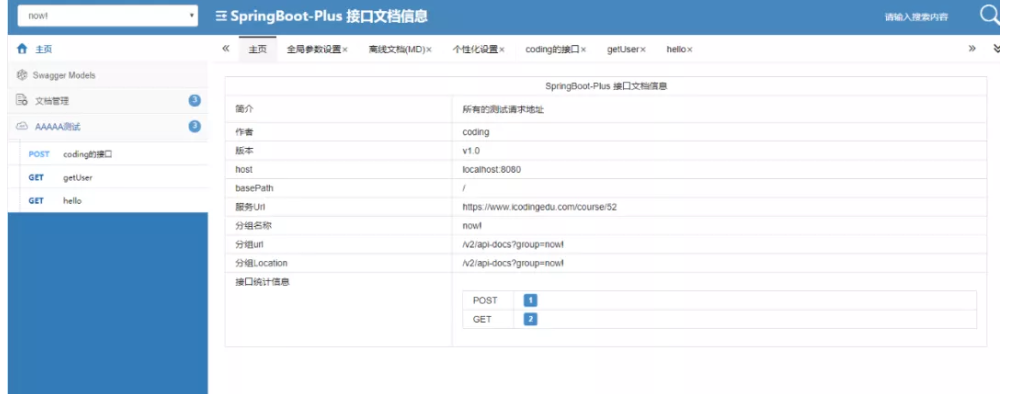 now!
SpringBoot-Plus 接口文档信息
请输入搜索内容
主页
Swagger Models
文档管理 3
AAAAA测试 3
POST coding的接口
GET getUser
GET hello
« 主页 全局参数设置× 离线文档(MD)× 个性化设置× coding的接口× getUser× hello× »
SpringBoot-Plus 接口文档信息
简介 所有的测试请求地址
作者 coding
版本 v1.0
host localhost:8080
basePath /
服务Url https://www.icodingedu.com/course/52
分组名称 now!
分组url /v2/api-docs?group=now!
分组Location /v2/api-docs?group=now!
接口统计信息
POST 1
GET 2